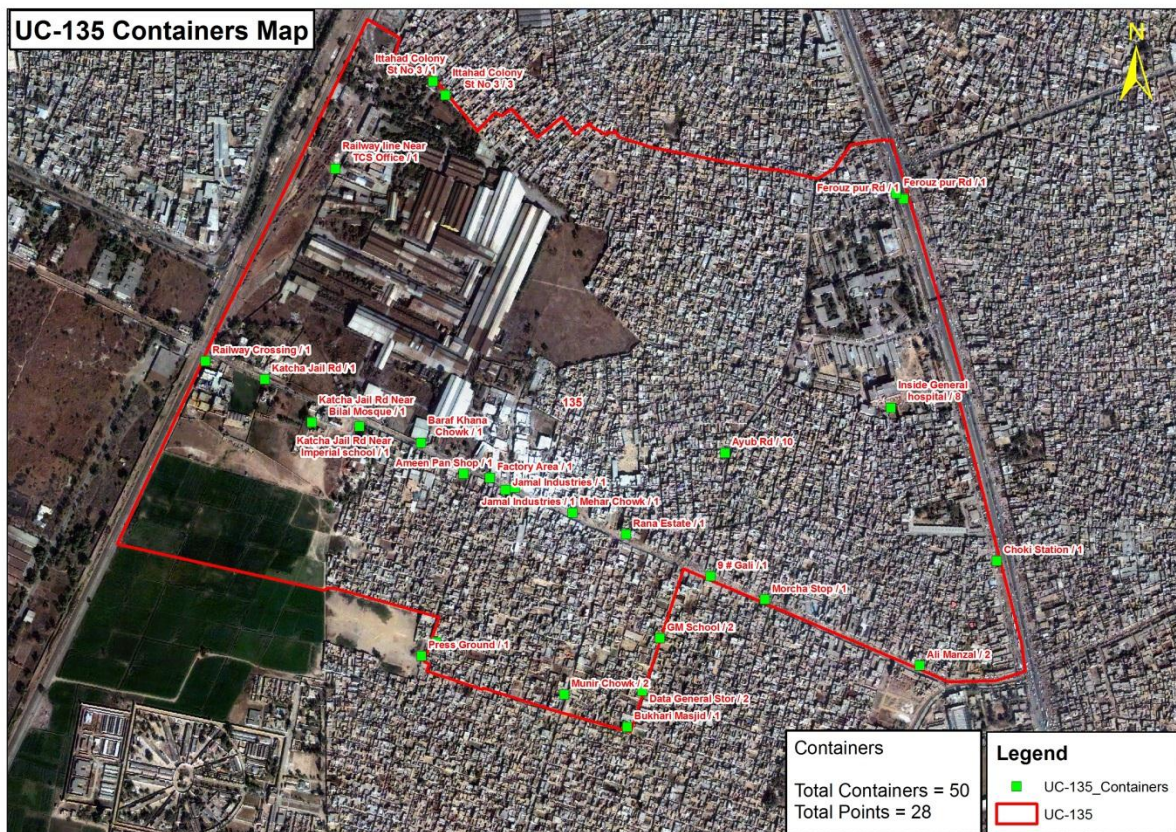 UC-135 Containers Map
N
Ittahad Colony
St No 3 / 1
Ittahad Colony
St No 3 / 3
Railway line Near
TCS Office / 1
Ferouz pur Rd / 1
Ferouz pur Rd / 1
Railway Crossing / 1
Katcha Jail Rd / 1
Katcha Jail Rd Near
Bilal Mosque / 1
Katcha Jail Rd Near
Imperial school / 1
135
Inside General
hospital / 8
Baraf Khana
Chowk / 1
Ayub Rd / 10
Ameen Pan Shop / 1
Factory Area / 1
Jamal Industries / 1
Jamal Industries / 1
Mehar Chowk / 1
Rana Estate / 1
Choki Station / 1
9 # Gali / 1
Morcha Stop / 1
GM School / 2
Press Ground / 1
Ali Manzal / 2
Munir Chowk / 2
Data General Stor / 2
Bukhari Masjid / 1
Containers
Total Containers = 50
Total Points = 28
Legend
UC-135_Containers
UC-135